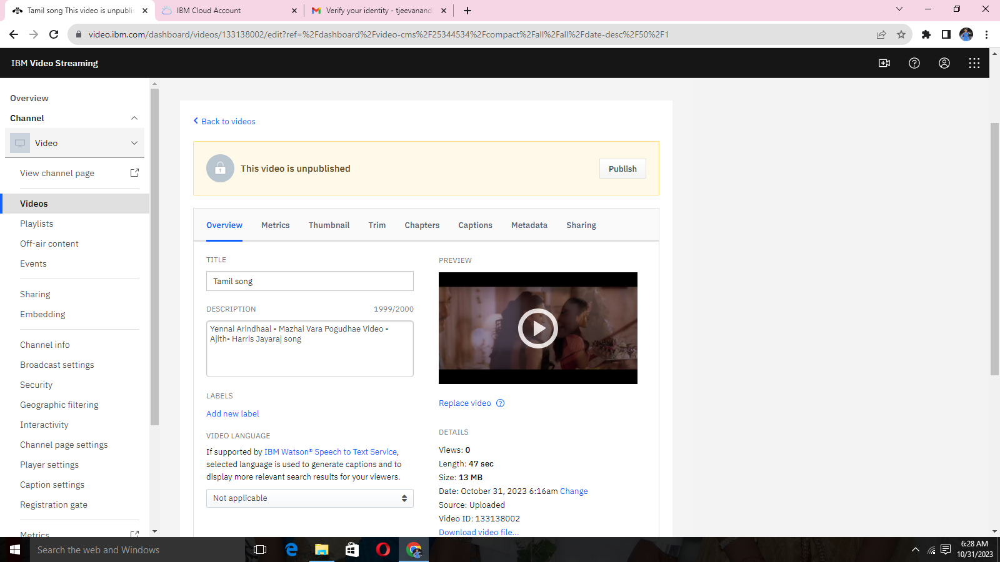 Tamil song This video is unpublis
IBM Cloud Account
Verify your identity - tjeevanand
video.ibm.com/dashboard/videos/133138002/edit?ref=%2Fdashboard%2Fvideo-cms%2F25344534%2Fcompact%2Fall%2Fall%2Fdate-desc%2F50%2F1
IBM Video Streaming
Overview
Channel
Video
View channel page
Videos
Playlists
Off-air content
Events
Sharing
Embedding
Channel info
Broadcast settings
Security
Geographic filtering
Interactivity
Channel page settings
Player settings
Caption settings
Registration gate
Metrics
Back to videos
This video is unpublished
Publish
Overview Metrics Thumbnail Trim Chapters Captions Metadata Sharing
TITLE
Tamil song
DESCRIPTION 1999/2000
Yennai Arindhaal - Mazhai Vara Pogudhae Video -
Ajith- Harris Jayaraj song
LABELS
Add new label
VIDEO LANGUAGE
If supported by IBM Watson® Speech to Text Service,
selected language is used to generate captions and to
display more relevant search results for your viewers.
Not applicable
PREVIEW
Replace video
DETAILS
Views: 0
Length: 47 sec
Size: 13 MB
Date: October 31, 2023 6:16am Change
Source: Uploaded
Video ID: 133138002
Download video file...
Search the web and Windows
6:28 AM
10/31/2023